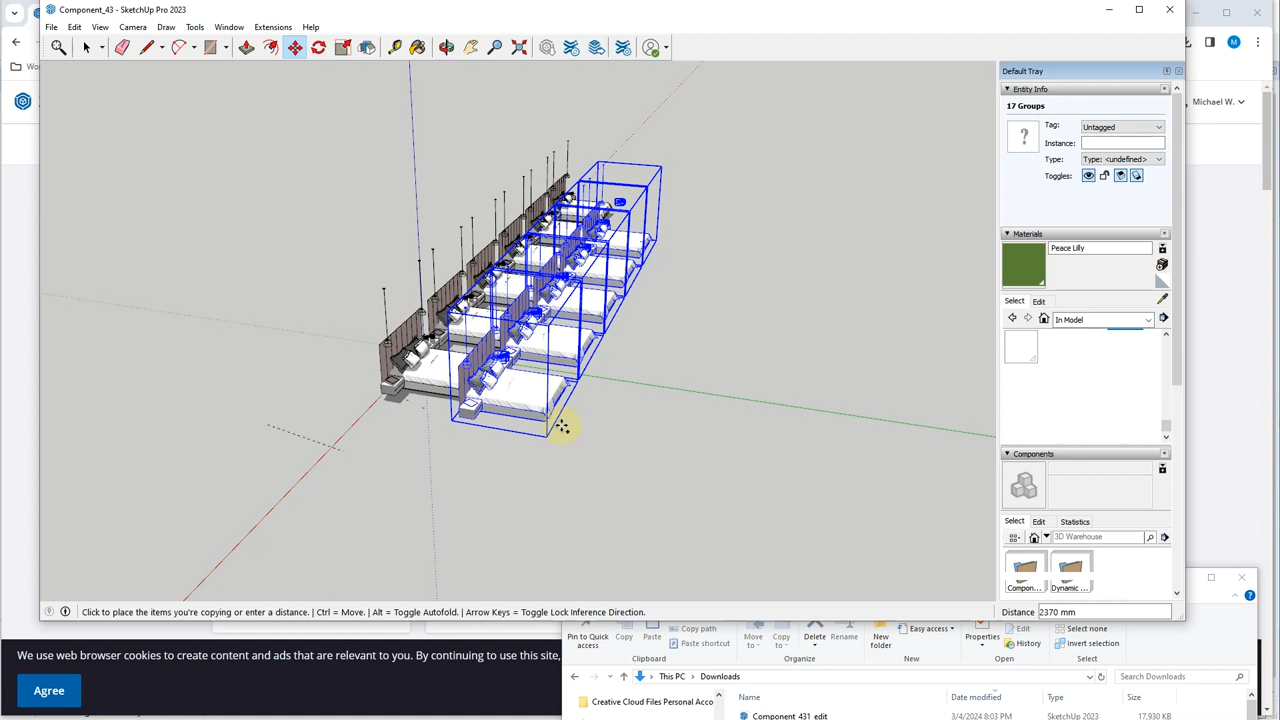 Component_43 - SketchUp Pro 2023
File Edit View Camera Draw Tools Window Extensions Help
M
Michael W.
Default Tray
Entity Info
17 Groups
Tag: Untagged
Instance:
Type: Type: <undefined>
Toggles:
Materials
Peace Lilly
Select Edit
In Model
Components
Select Edit Statistics
3D Warehouse
Compon... Dynamic ...
Click to place the items you're copying or enter a distance. | Ctrl = Move. | Alt = Toggle Autofold. | Arrow Keys = Toggle Lock Inference Direction.
Distance 2370 mm
We use web browser cookies to create content and ads that are relevant to you. By continuing to use this site,
Agree
Pin to Quick access
Copy
Paste
Copy path
Paste shortcut
Move to
Copy to
Delete
Rename
New folder
Easy access
Properties
Edit
History
Select none
Invert selection
Clipboard Organize New Open Select
This PC > Downloads
Search Downloads
Creative Cloud Files Personal Acco
Name Date modified Type Size
Component_431_edit 3/4/2024 8:03 PM SketchUp 2023 17,930 KB